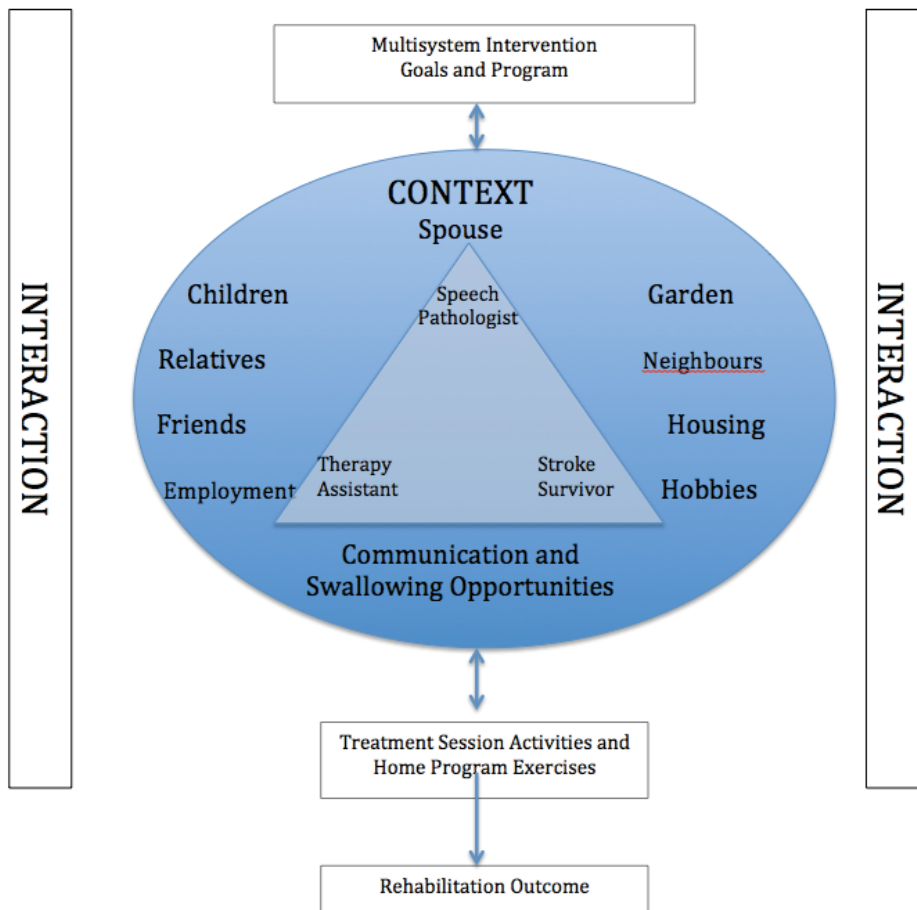 Multisystem Intervention
Goals and Program
INTERACTION
INTERACTION
CONTEXT
Spouse
Children
Relatives
Friends
Employment
Speech
Pathologist
Therapy
Assistant
Stroke
Survivor
Garden
Neighbours
Housing
Hobbies
Communication and
Swallowing Opportunities
Treatment Session Activities and
Home Program Exercises
Rehabilitation Outcome